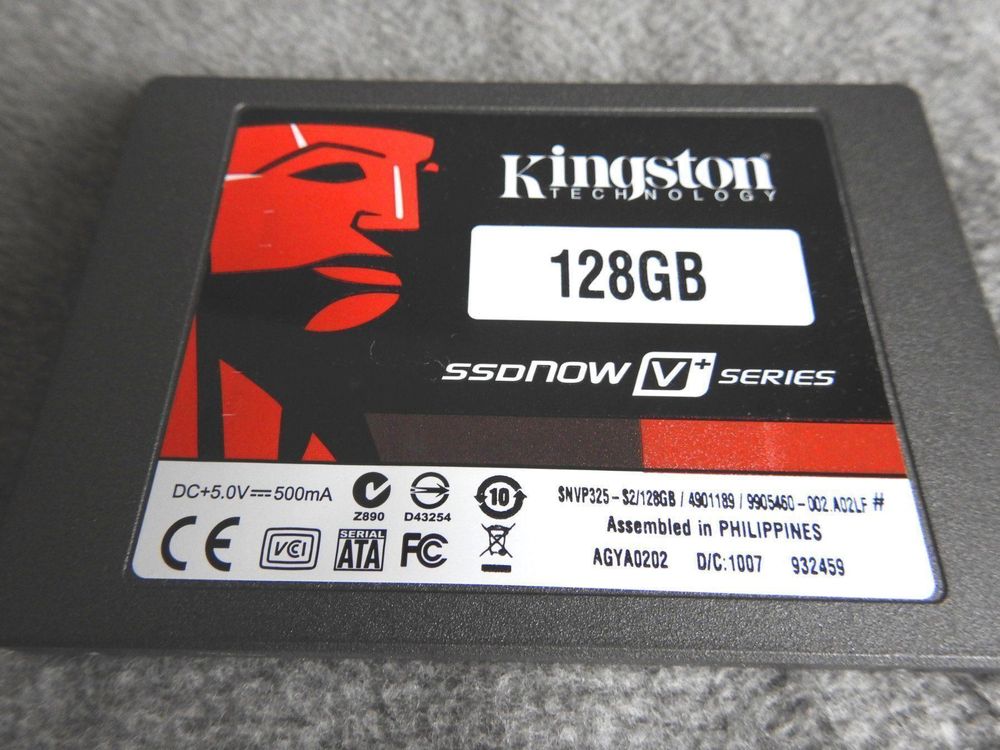 Kingston
TECHNOLOGY
128GB
SSDNOW V+ SERIES
DC+5.0V⎓500mA
Z890
D43254
10
SNVP325-S2/128GB / 4901189 / 9905460-002.A02LF #
Assembled in PHILIPPINES
CE
VCI
SERIAL
ATA
FC
AGYA0202 D/C:1007 932459